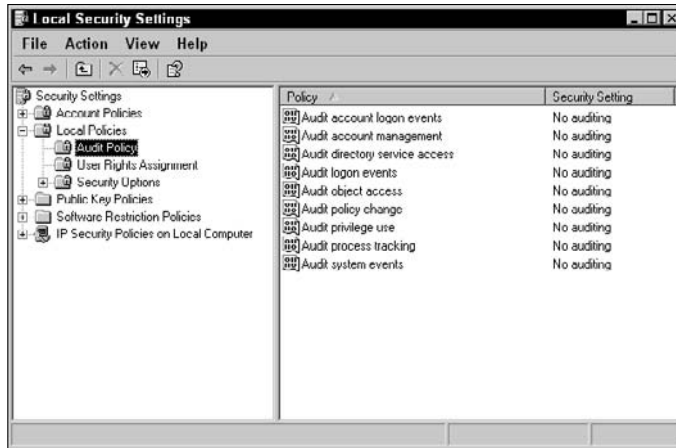 Local Security Settings
File Action View Help
Security Settings
Account Policies
Local Policies
Audit Policy
User Rights Assignment
Security Options
Public Key Policies
Software Restriction Policies
IP Security Policies on Local Computer
Policy Security Setting
Audit account logon events No auditing
Audit account management No auditing
Audit directory service access No auditing
Audit logon events No auditing
Audit object access No auditing
Audit policy change No auditing
Audit privilege use No auditing
Audit process tracking No auditing
Audit system events No auditing